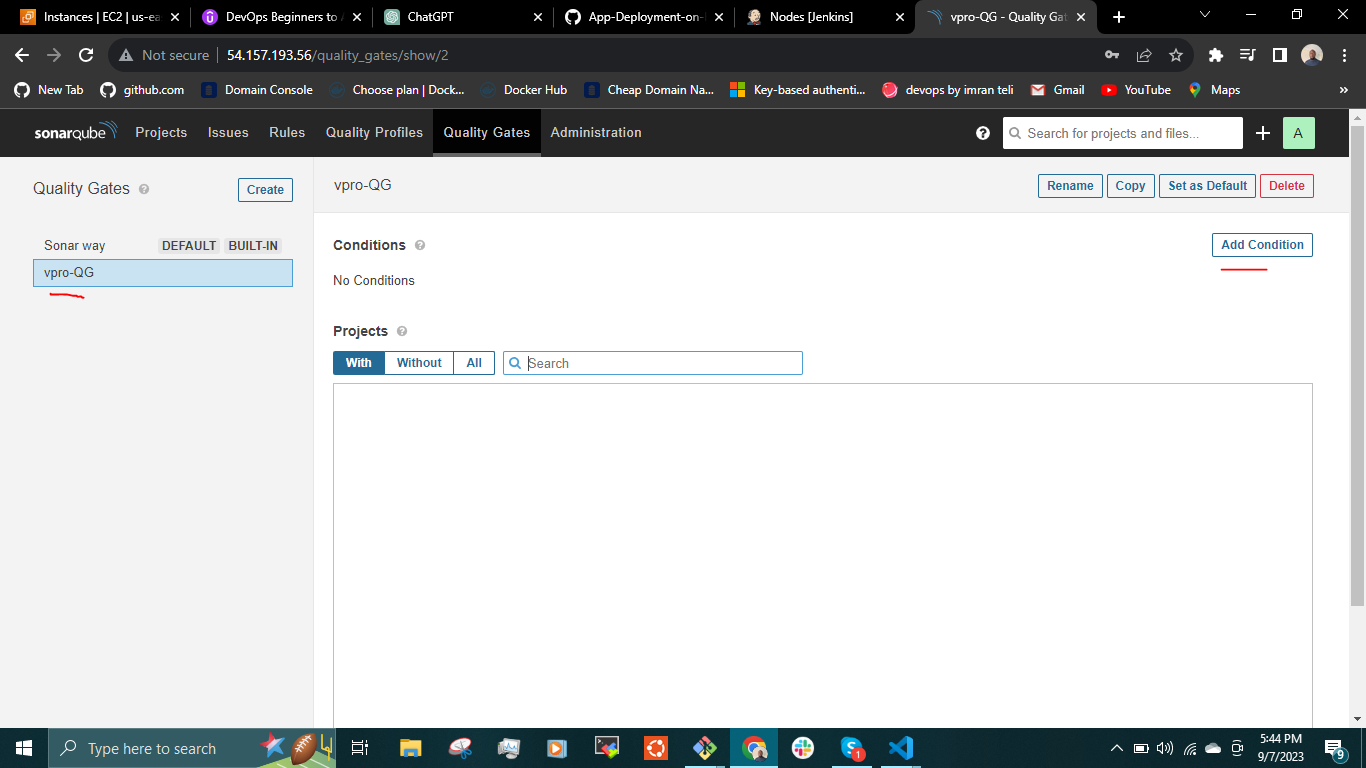 Instances | EC2 | us-ea
DevOps Beginners to A
ChatGPT
App-Deployment-on-
Nodes [Jenkins]
vpro-QG - Quality Gat
Not secure
54.157.193.56/quality_gates/show/2
New Tab
github.com
Domain Console
Choose plan | Dock...
Docker Hub
Cheap Domain Na...
Key-based authenti...
devops by imran teli
Gmail
YouTube
Maps
»
sonarqube
Projects
Issues
Rules
Quality Profiles
Quality Gates
Administration
Search for projects and files...
A
Quality Gates
Create
vpro-QG
Rename
Copy
Set as Default
Delete
Sonar way
DEFAULT
BUILT-IN
vpro-QG
Conditions
Add Condition
No Conditions
Projects
With
Without
All
Search
Type here to search
1
5:44 PM
9/7/2023
9